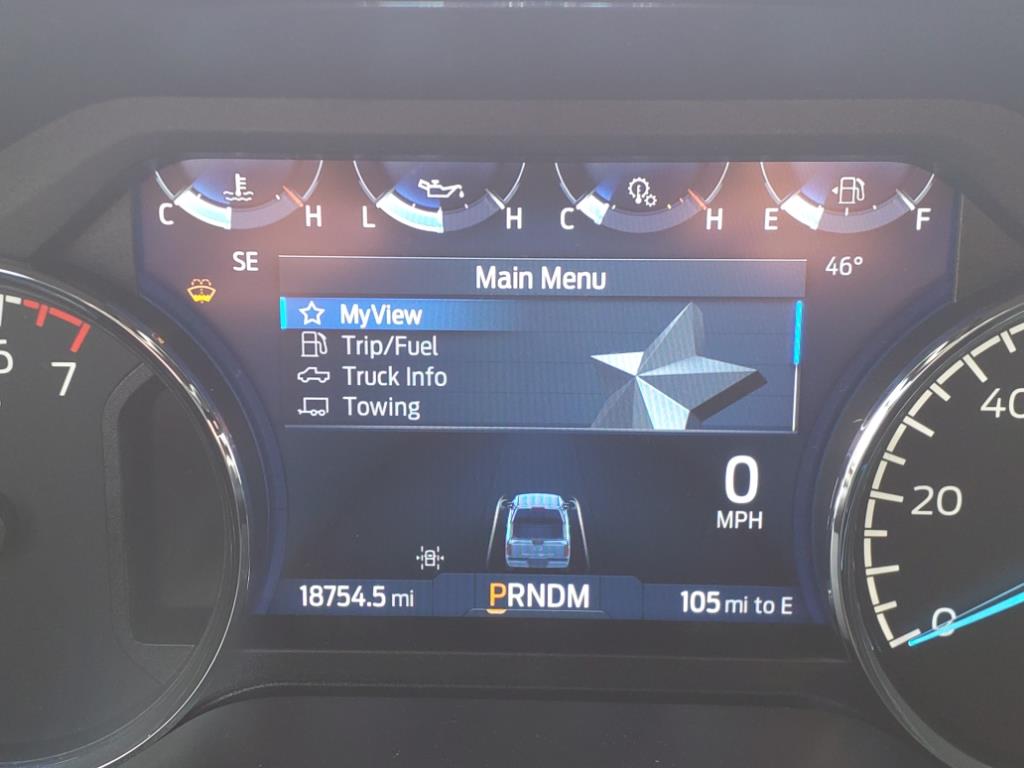 C H L H C H E F
SE 46°
Main Menu
MyView
Trip/Fuel
Truck Info
Towing
6
7
0
MPH
40
20
0
18754.5 mi PRNDM 105 mi to E